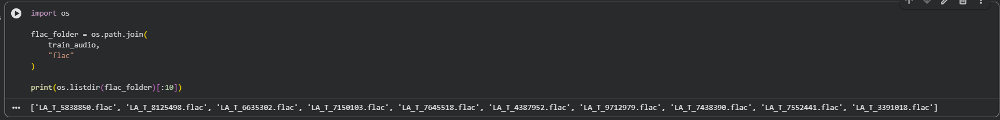 import os
flac_folder = os.path.join(
train_audio,
"flac"
)
print(os.listdir(flac_folder)[:10])
['LA_T_5838850.flac', 'LA_T_8125498.flac', 'LA_T_6635302.flac', 'LA_T_7150103.flac', 'LA_T_7645518.flac', 'LA_T_4387952.flac', 'LA_T_9712979.flac', 'LA_T_7438390.flac', 'LA_T_7552441.flac', 'LA_T_3391018.flac']